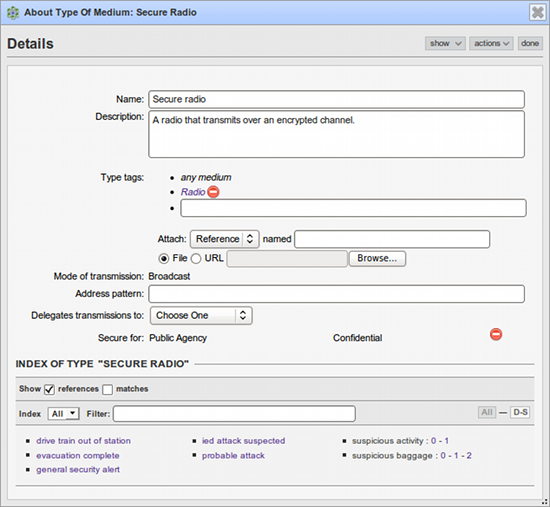 About Type Of Medium: Secure Radio
Details
show
actions
done
Name: Secure radio
Description: A radio that transmits over an encrypted channel.
Type tags: any medium
Radio
Attach: Reference named
File URL Browse...
Mode of transmission: Broadcast
Address pattern:
Delegates transmissions to: Choose One
Secure for: Public Agency Confidential
INDEX OF TYPE "SECURE RADIO"
Show references matches
Index All Filter: All — D-S
drive train out of station ied attack suspected suspicious activity : 0 - 1
evacuation complete probable attack suspicious baggage : 0 - 1 - 2
general security alert